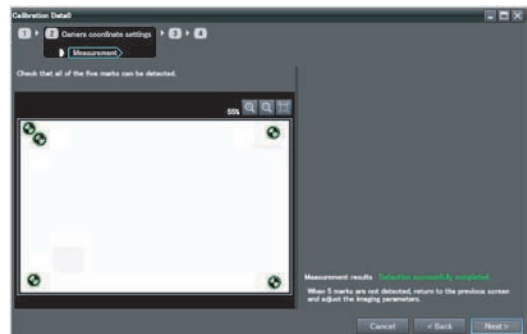 Calibration Data0
1 2 Camera coordinate settings 3 4
Measurement
Check that all of the five marks can be detected.
55%
Measurement results : Detection successfully completed.
When 5 marks are not detected, return to the previous screen
and adjust the imaging parameters.
Cancel < Back Next >